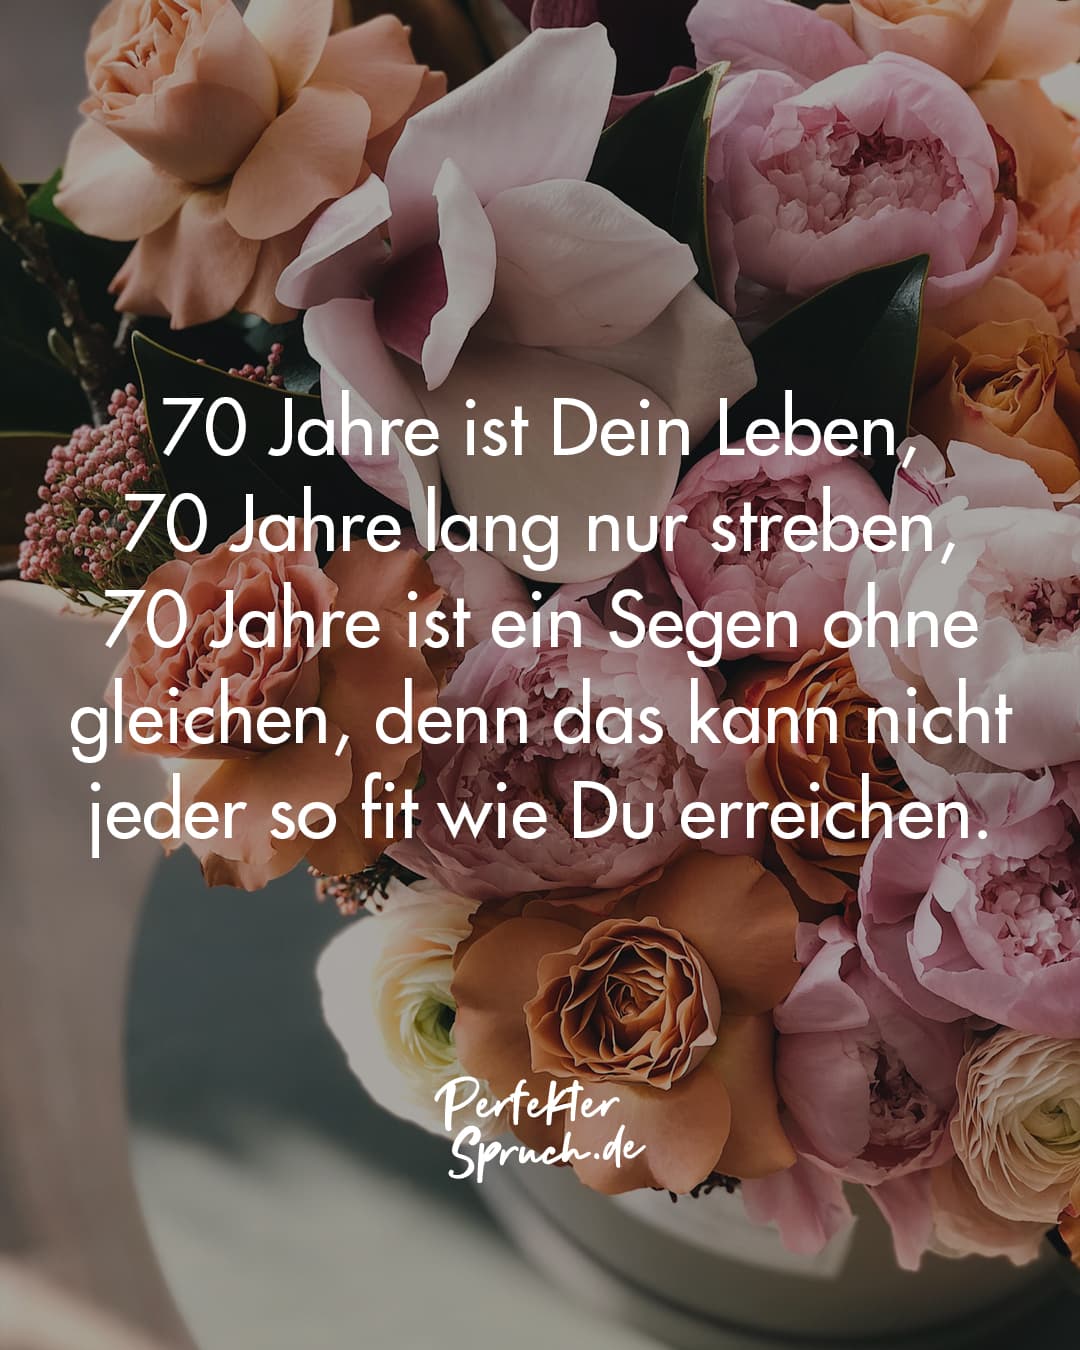 70 Jahre ist Dein Leben,
70 Jahre lang nur streben,
70 Jahre ist ein Segen ohne
gleichen, denn das kann nicht
jeder so fit wie Du erreichen.
Perfekter
Spruch.de